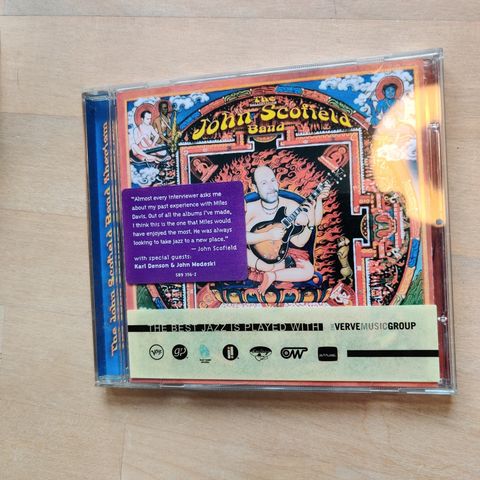 The
John Scofield
Band
The John Scofield Band überjam
"Almost every interviewer asks me
about my past experience with Miles
Davis. Out of all the albums I've made,
I think this is the one that Miles would
have enjoyed the most. He was always
looking to take jazz to a new place."
— John Scofield
with special guests:
Karl Denson & John Medeski
589 356-2
THE BEST JAZZ IS PLAYED WITH THE VERVEMUSICGROUP